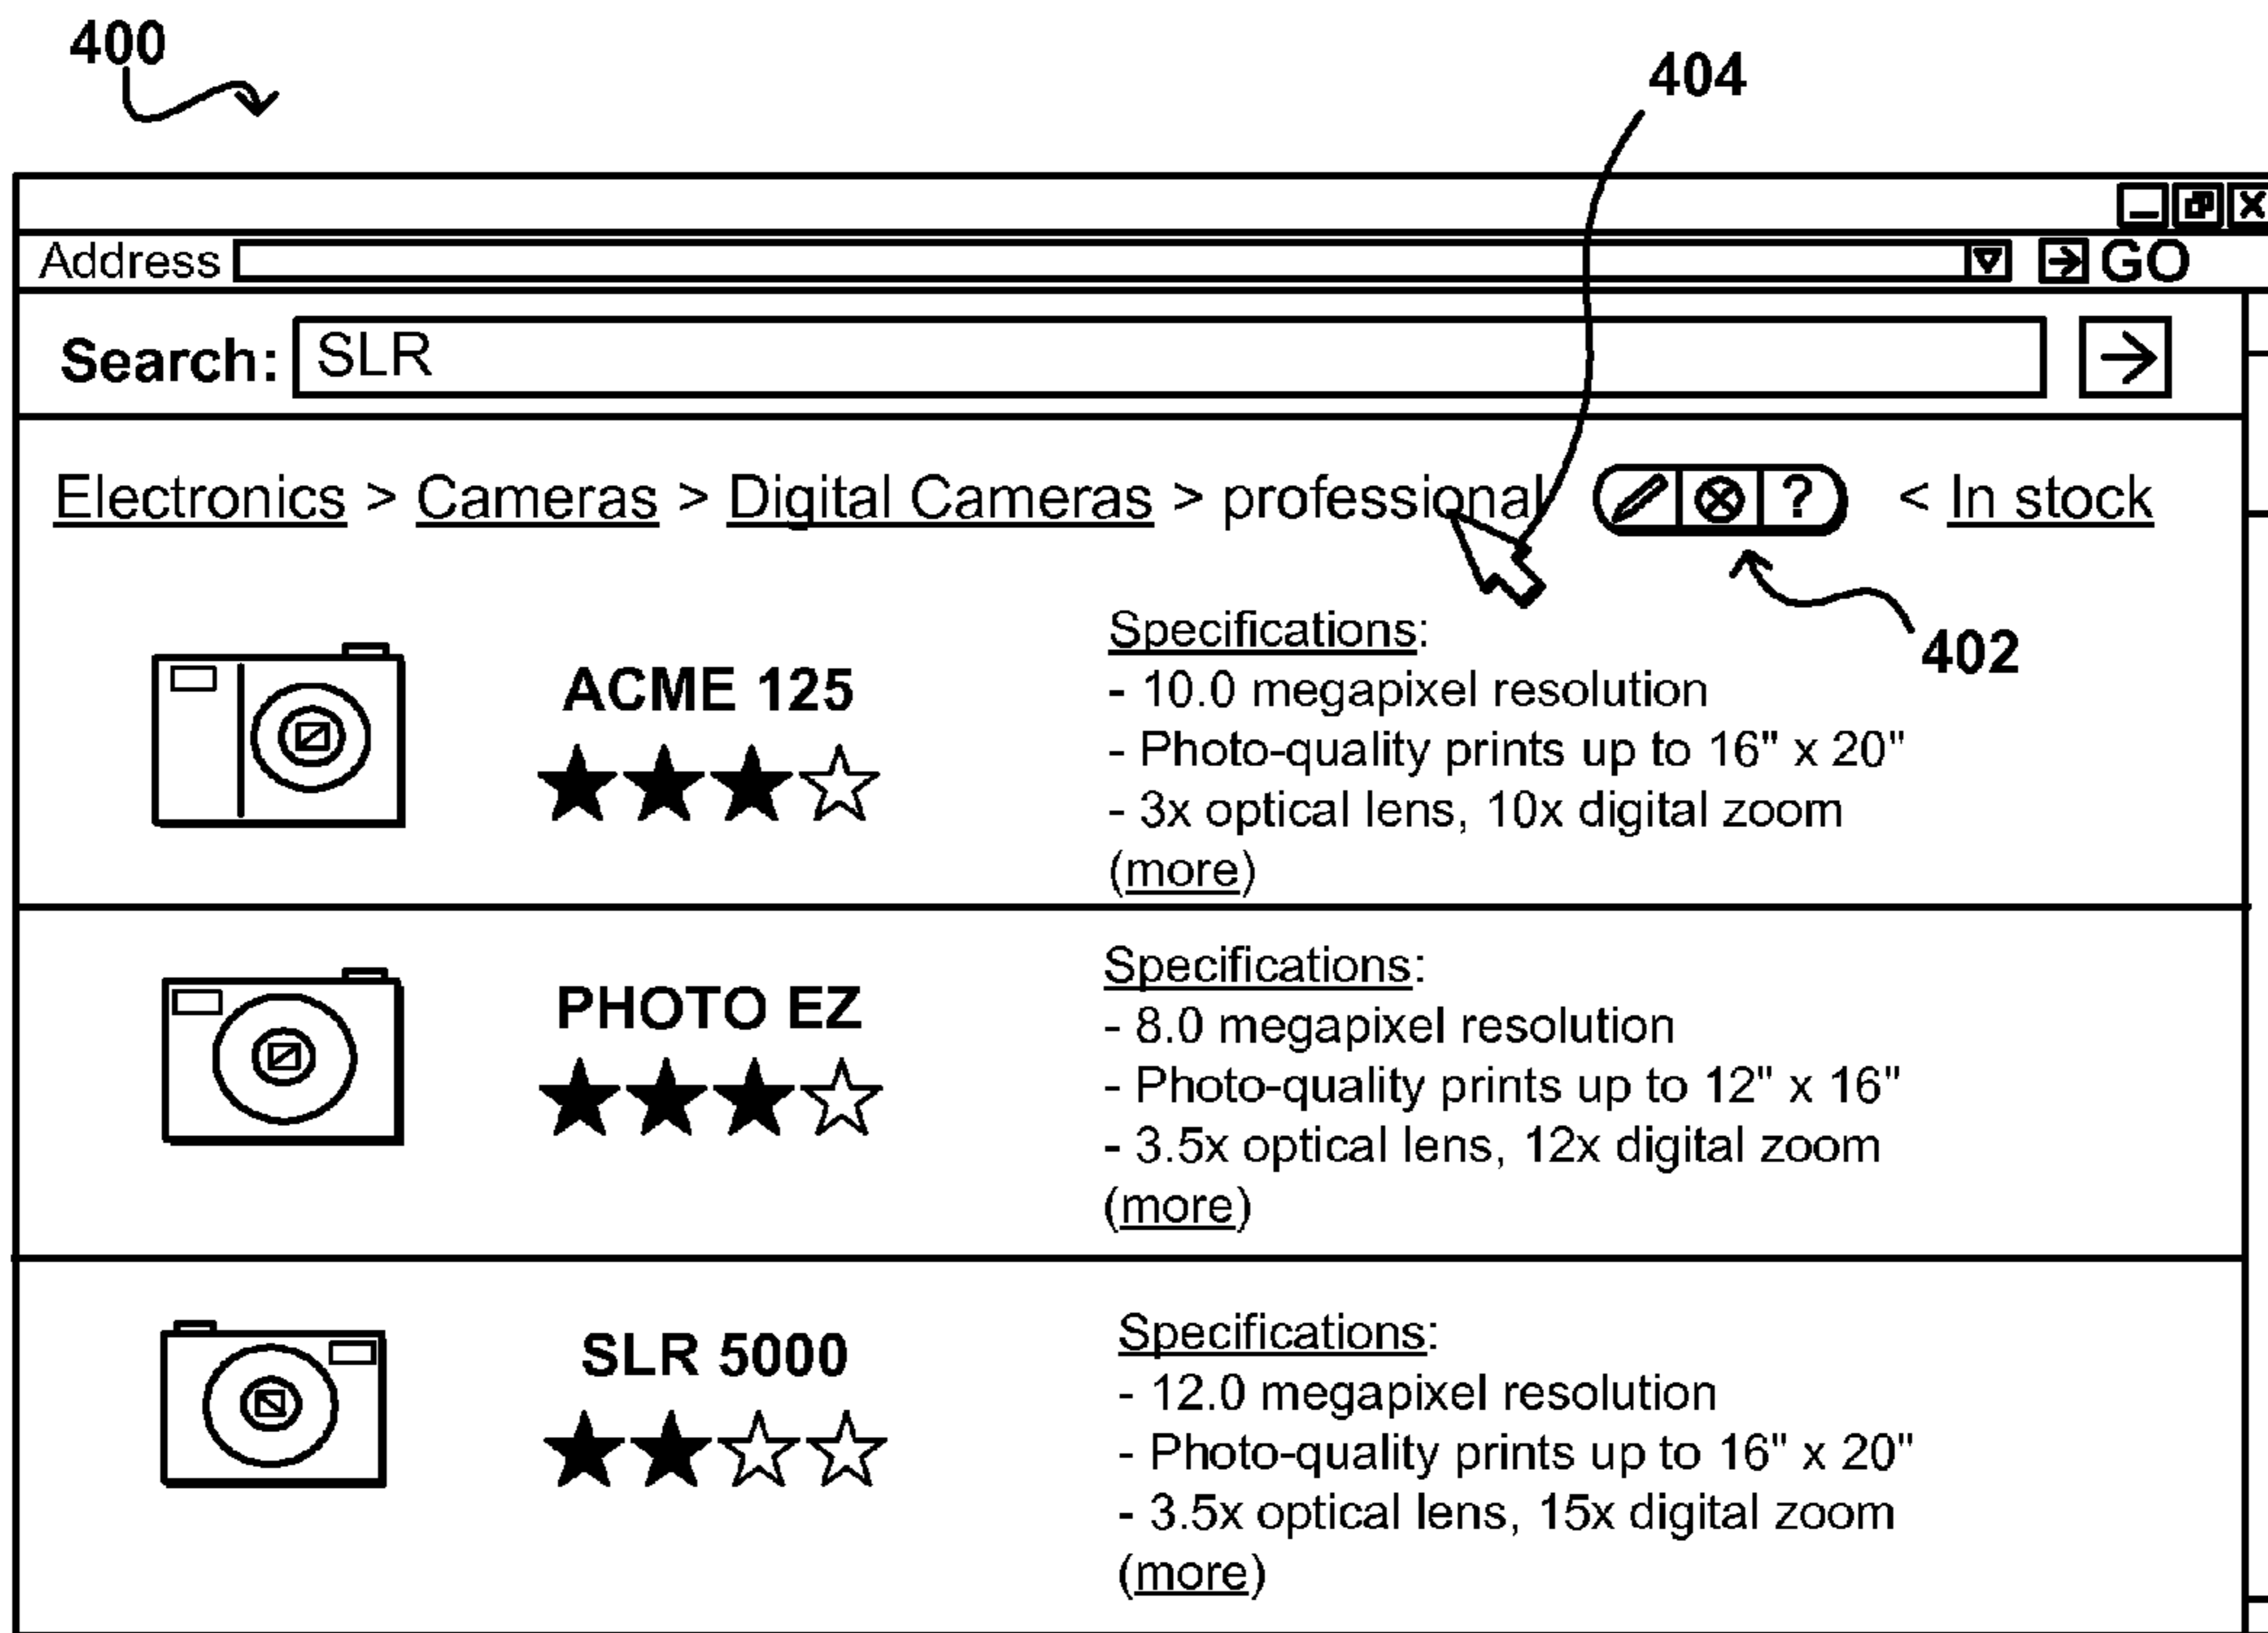 400
404
Address GO
Search: SLR
Electronics > Cameras > Digital Cameras > professional ? < In stock
402
ACME 125
Specifications:
- 10.0 megapixel resolution
- Photo-quality prints up to 16" x 20"
- 3x optical lens, 10x digital zoom
(more)
PHOTO EZ
Specifications:
- 8.0 megapixel resolution
- Photo-quality prints up to 12" x 16"
- 3.5x optical lens, 12x digital zoom
(more)
SLR 5000
Specifications:
- 12.0 megapixel resolution
- Photo-quality prints up to 16" x 20"
- 3.5x optical lens, 15x digital zoom
(more)